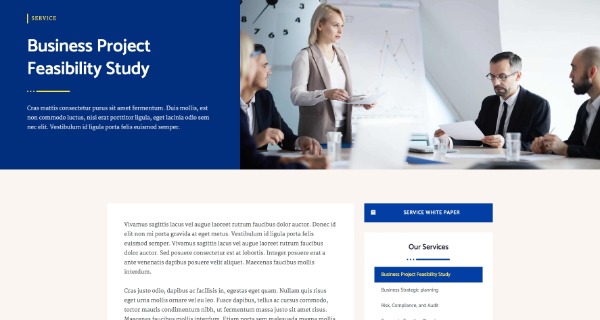 SERVICE
Business Project
Feasibility Study
Cras mattis consectetur purus sit amet fermentum. Duis mollis, est
non commodo luctus, nisi erat porttitor ligula, eget lacinia odio sem
nec elit. Vestibulum id ligula porta felis euismod semper.
Vivamus sagittis lacus vel augue laoreet rutrum faucibus dolor auctor. Donec id
elit non mi porta gravida at eget metus. Vestibulum id ligula porta felis
euismod semper. Vivamus sagittis lacus vel augue laoreet rutrum faucibus
dolor auctor. Sed posuere consectetur est at lobortis. Integer posuere erat a
ante venenatis dapibus posuere velit aliquet. Maecenas faucibus mollis
interdum.
Cras justo odio, dapibus ac facilisis in, egestas eget quam. Nullam quis risus
eget urna mollis ornare vel eu leo. Fusce dapibus, tellus ac cursus commodo,
tortor mauris condimentum nibh, ut fermentum massa justo sit amet risus.
SERVICE WHITE PAPER
Our Services
Business Project Feasibility Study
Business Strategic planning
Risk, Compliance, and Audit